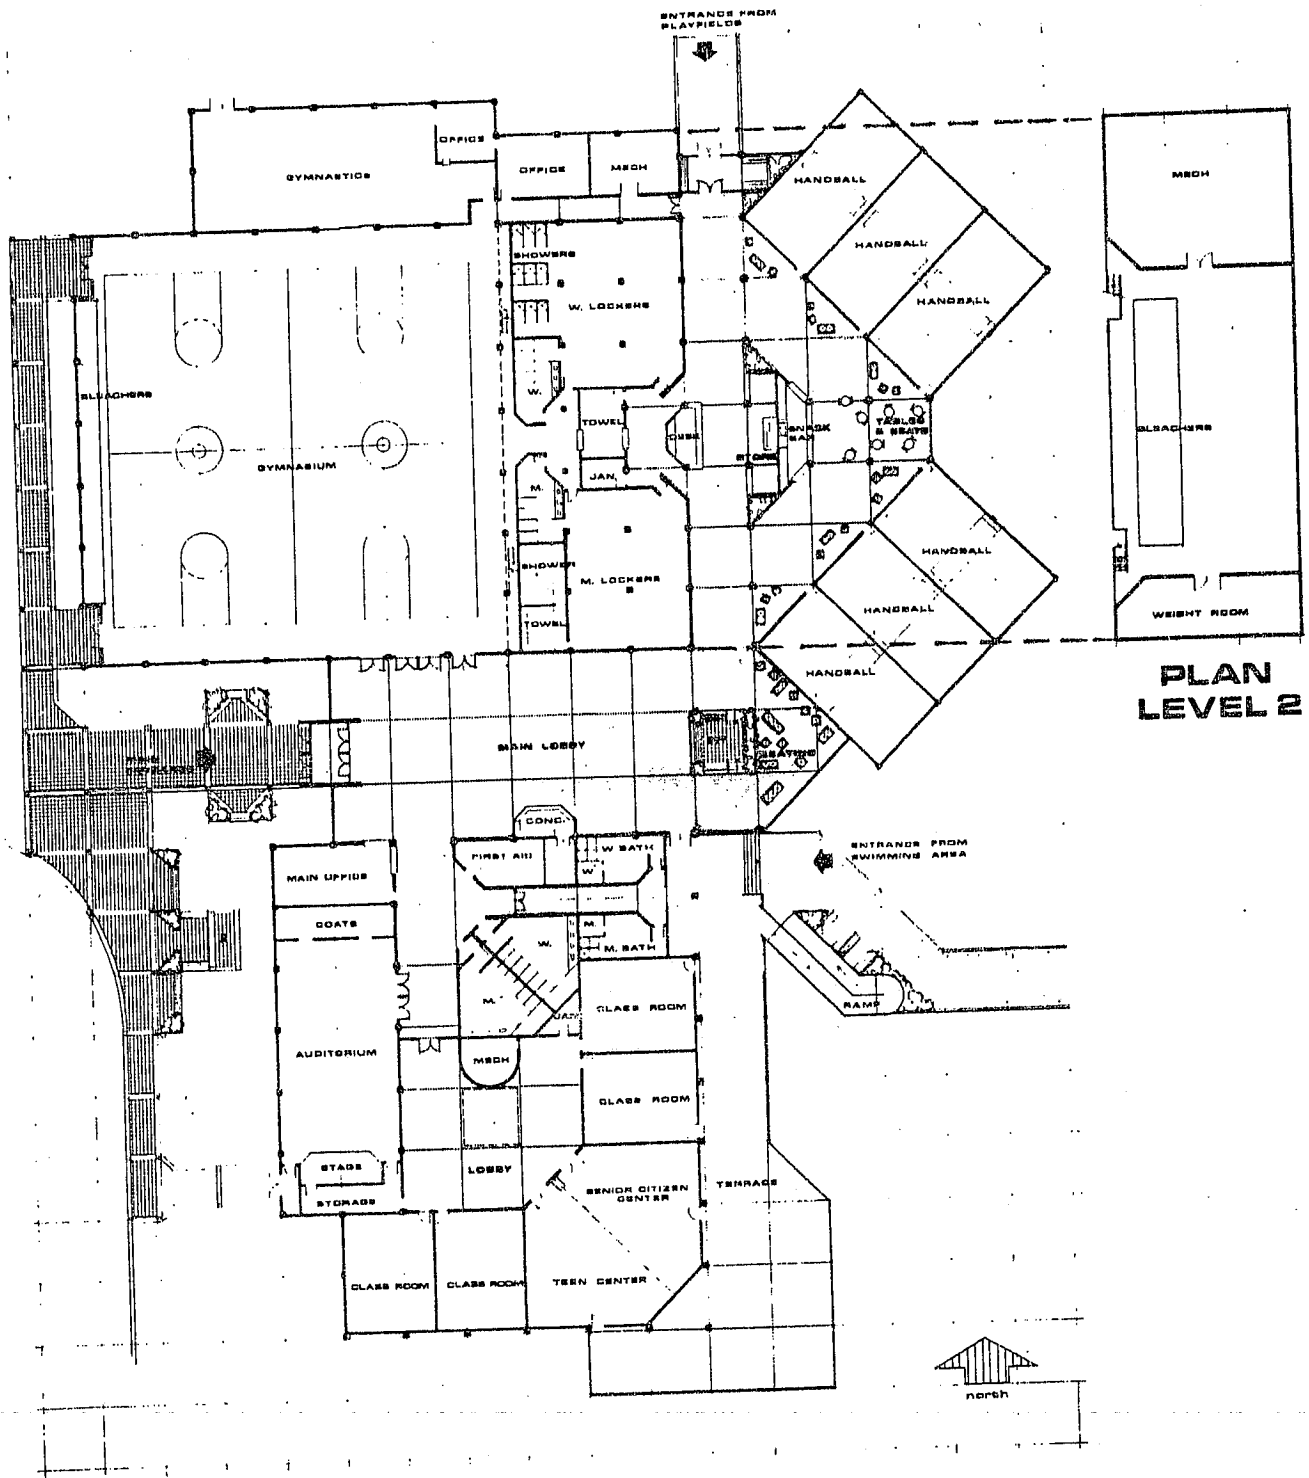 ENTRANCE FROM
PLAYFIELDS
OFFICE
GYMNASTICS
OFFICE
MECH
HANDBALL
MECH
HANDBALL
SHOWERS
HANDBALL
W. LOCKERS
BLEACHERS
W.
TOWEL
DESK
SNACK
BAR
TABLES
& SEATS
BLEACHERS
GYMNASIUM
STORE
M.
JAN.
HANDBALL
SHOWER
M. LOCKERS
HANDBALL
WEIGHT ROOM
TOWEL
HANDBALL
PLAN
LEVEL 2
MAIN LOBBY
SEATING
MAIN
CONC.
FIRST AID
W BATH
ENTRANCE FROM
SWIMMING AREA
W
MAIN OFFICE
COATS
M.
W.
M. BATH
M.
CLASS ROOM
RAMP
JAN
AUDITORIUM
MECH
CLASS ROOM
STAGE
LOBBY
SENIOR CITIZEN
CENTER
TERRACE
STORAGE
CLASS ROOM
CLASS ROOM
TEEN CENTER
north